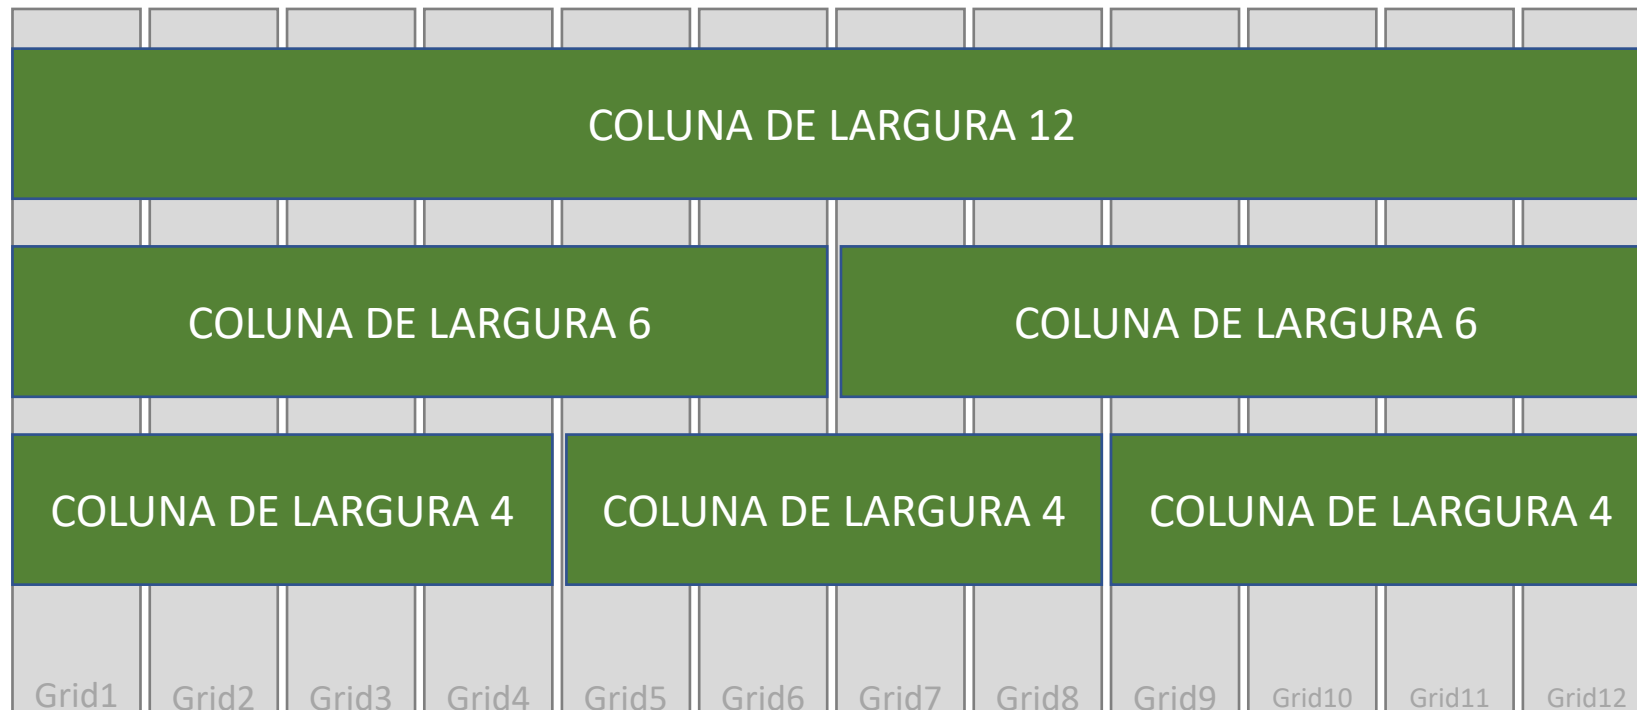 COLUNA DE LARGURA 12
COLUNA DE LARGURA 6
COLUNA DE LARGURA 6
COLUNA DE LARGURA 4
COLUNA DE LARGURA 4
COLUNA DE LARGURA 4
Grid1
Grid2
Grid3
Grid4
Grid5
Grid6
Grid7
Grid8
Grid9
Grid10
Grid11
Grid12